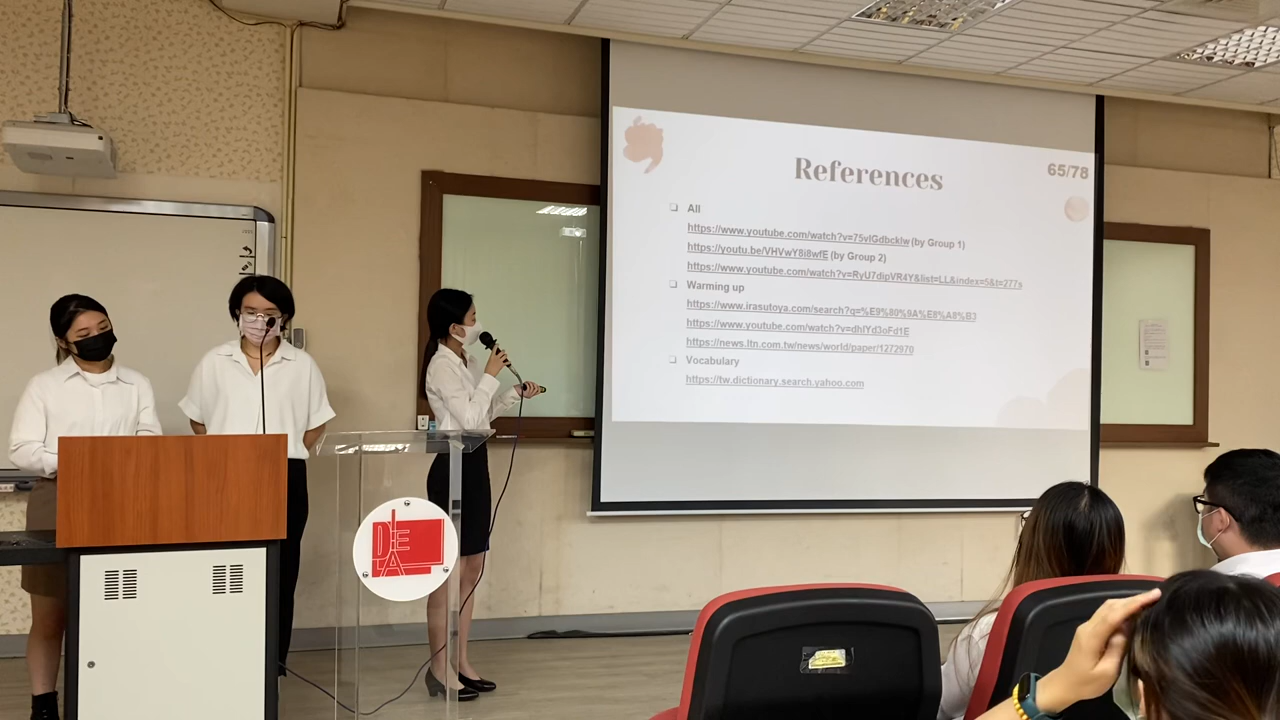 References
65/78
❏ All
https://www.youtube.com/watch?v=75vIGdbckIw (by Group 1)
https://youtu.be/VHVwY8i8wfE (by Group 2)
https://www.youtube.com/watch?v=RyU7dipVR4Y&list=LL&index=5&t=277s
❏ Warming up
https://www.irasutoya.com/search?q=%E9%80%9A%E8%A8%B3
https://www.youtube.com/watch?v=dhlYd3oFd1E
https://news.ltn.com.tw/news/world/paper/1272970
❏ Vocabulary
https://tw.dictionary.search.yahoo.com
DE
LA